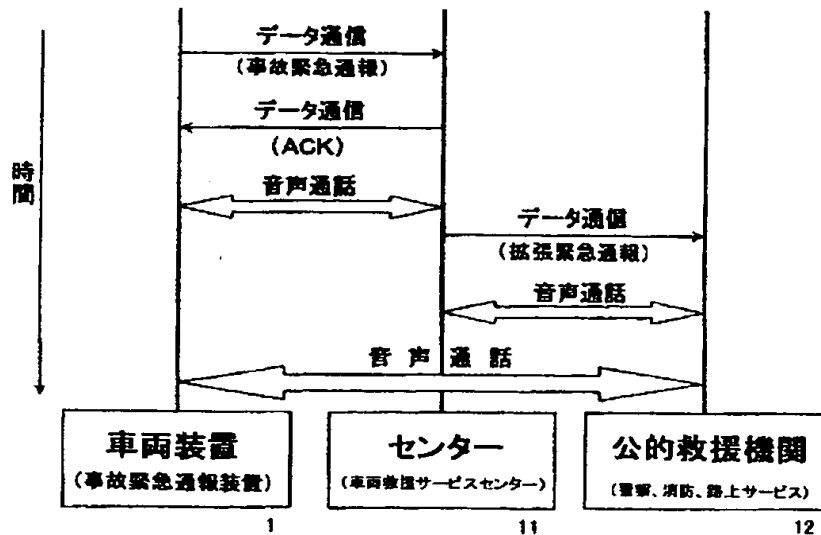 データ通信
(事故緊急通報)
データ通信
(ACK)
音声通話
時間
データ通信
(拡張緊急通報)
音声通話
音声通話
車両装置
(事故緊急通報装置)
1
センター
(車両救援サービスセンター)
11
公的救援機関
(警察、消防、路上サービス)
12